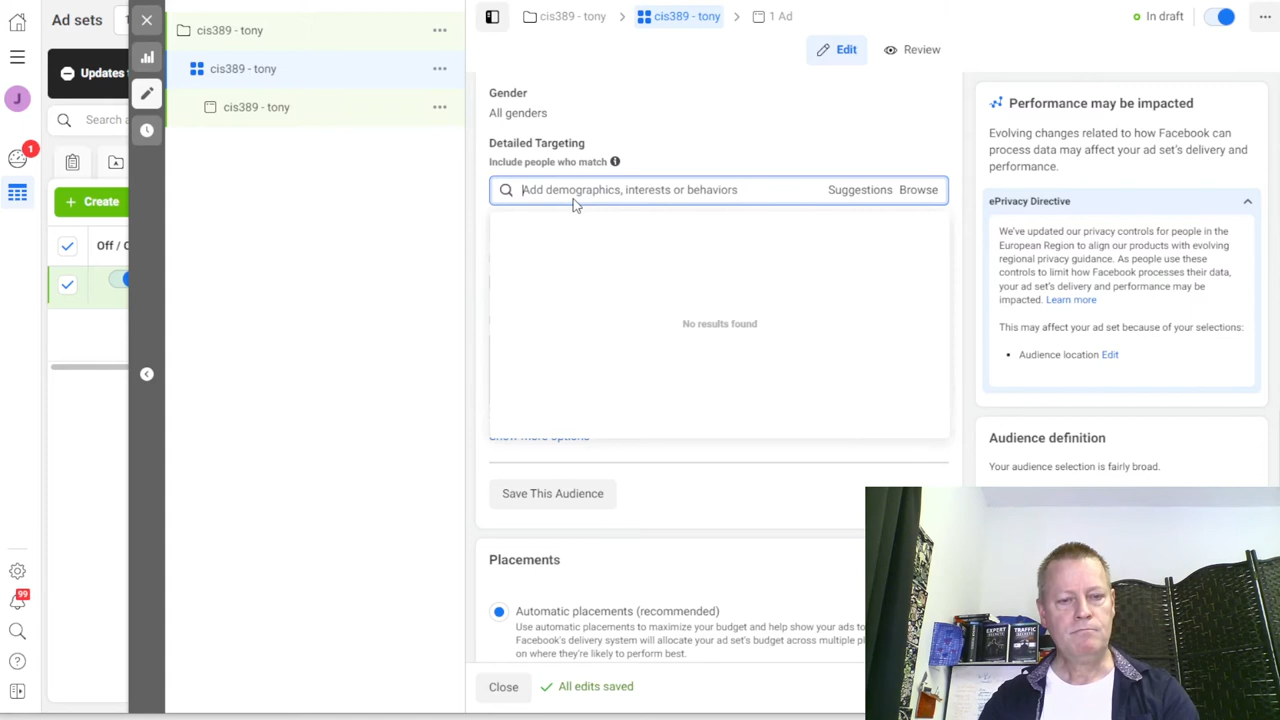 Ad sets
1
Updates t
Search a
Create
Off / C
J
1
99
cis389 - tony
cis389 - tony
cis389 - tony
cis389 - tony
cis389 - tony
1 Ad
In draft
Edit
Review
Gender
All genders
Detailed Targeting
Include people who match
Add demographics, interests or behaviors
Suggestions
Browse
No results found
Save This Audience
Placements
Automatic placements (recommended)
Use automatic placements to maximize your budget and help show your ads to
Facebook's delivery system will allocate your ad set's budget across multiple p
on where they're likely to perform best.
Close
All edits saved
Performance may be impacted
Evolving changes related to how Facebook can
process data may affect your ad set's delivery and
performance.
ePrivacy Directive
We've updated our privacy controls for people in the
European Region to align our products with evolving
regional privacy guidance. As people use these
controls to limit how Facebook processes their data,
your ad set's delivery and performance may be
impacted. Learn more
This may affect your ad set because of your selections:
Audience location Edit
Audience definition
Your audience selection is fairly broad.
EXPERT
SECRETS
TRAFFIC
SECRETS